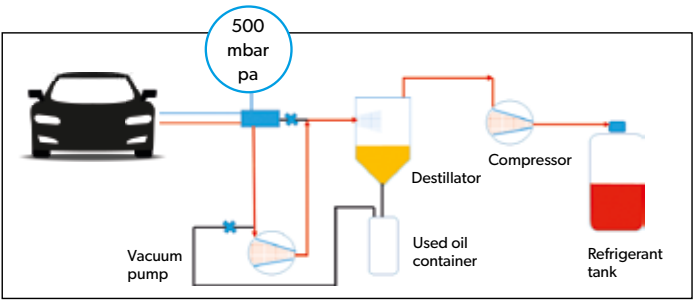 500
mbar
pa
Compressor
Destillator
Vacuum
pump
Used oil
container
Refrigerant
tank